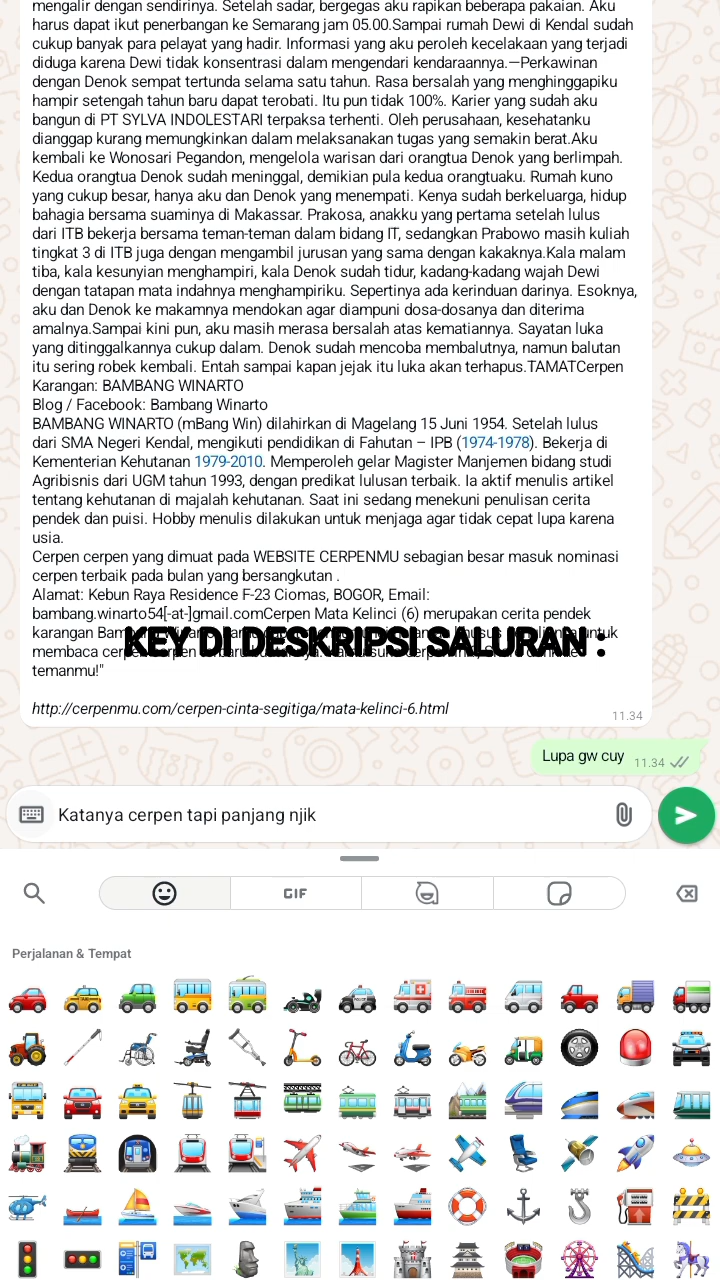 mengalir dengan sendirinya. Setelah sadar, bergegas aku rapikan beberapa pakaian. Aku
harus dapat ikut penerbangan ke Semarang jam 05.00.Sampai rumah Dewi di Kendal sudah
cukup banyak para pelayat yang hadir. Informasi yang aku peroleh kecelakaan yang terjadi
diduga karena Dewi tidak konsentrasi dalam mengendari kendaraannya.—Perkawinan
dengan Denok sempat tertunda selama satu tahun. Rasa bersalah yang menghinggapiku
hampir setengah tahun baru dapat terobati. Itu pun tidak 100%. Karier yang sudah aku
bangun di PT SYLVA INDOLESTARI terpaksa terhenti. Oleh perusahaan, kesehatanku
dianggap kurang memungkinkan dalam melaksanakan tugas yang semakin berat.Aku
kembali ke Wonosari Pegandon, mengelola warisan dari orangtua Denok yang berlimpah.
Kedua orangtua Denok sudah meninggal, demikian pula kedua orangtuaku. Rumah kuno
yang cukup besar, hanya aku dan Denok yang menempati. Kenya sudah berkeluarga, hidup
bahagia bersama suaminya di Makassar. Prakosa, anakku yang pertama setelah lulus
dari ITB bekerja bersama teman-teman dalam bidang IT, sedangkan Prabowo masih kuliah
tingkat 3 di ITB juga dengan mengambil jurusan yang sama dengan kakaknya.Kala malam
tiba, kala kesunyian menghampiri, kala Denok sudah tidur, kadang-kadang wajah Dewi
dengan tatapan mata indahnya menghampiriku. Sepertinya ada kerinduan darinya. Esoknya,
aku dan Denok ke makamnya mendokan agar diampuni dosa-dosanya dan diterima
amalnya.Sampai kini pun, aku masih merasa bersalah atas kematiannya. Sayatan luka
yang ditinggalkannya cukup dalam. Denok sudah mencoba membalutnya, namun balutan
itu sering robek kembali. Entah sampai kapan jejak itu luka akan terhapus.TAMATCerpen
Karangan: BAMBANG WINARTO
Blog / Facebook: Bambang Winarto
BAMBANG WINARTO (mBang Win) dilahirkan di Magelang 15 Juni 1954. Setelah lulus
dari SMA Negeri Kendal, mengikuti pendidikan di Fahutan – IPB (1974-1978). Bekerja di
Kementerian Kehutanan 1979-2010. Memperoleh gelar Magister Manjemen bidang studi
Agribisnis dari UGM tahun 1993, dengan predikat lulusan terbaik. Ia aktif menulis artikel
tentang kehutanan di majalah kehutanan. Saat ini sedang menekuni penulisan cerita
pendek dan puisi. Hobby menulis dilakukan untuk menjaga agar tidak cepat lupa karena
usia.
Cerpen cerpen yang dimuat pada WEBSITE CERPENMU sebagian besar masuk nominasi
cerpen terbaik pada bulan yang bersangkutan .
Alamat: Kebun Raya Residence F-23 Ciomas, BOGOR, Email:
bambang.winarto54[-at-]gmail.comCerpen Mata Kelinci (6) merupakan cerita pendek
karangan untuk
KEY DI DESKRIPSI SALURAN :
membaca
temanmu!"
http://cerpenmu.com/cerpen-cinta-segitiga/mata-kelinci-6.html
11.34
Lupa gw cuy 11.34
Katanya cerpen tapi panjang njik
GIF
Perjalanan & Tempat